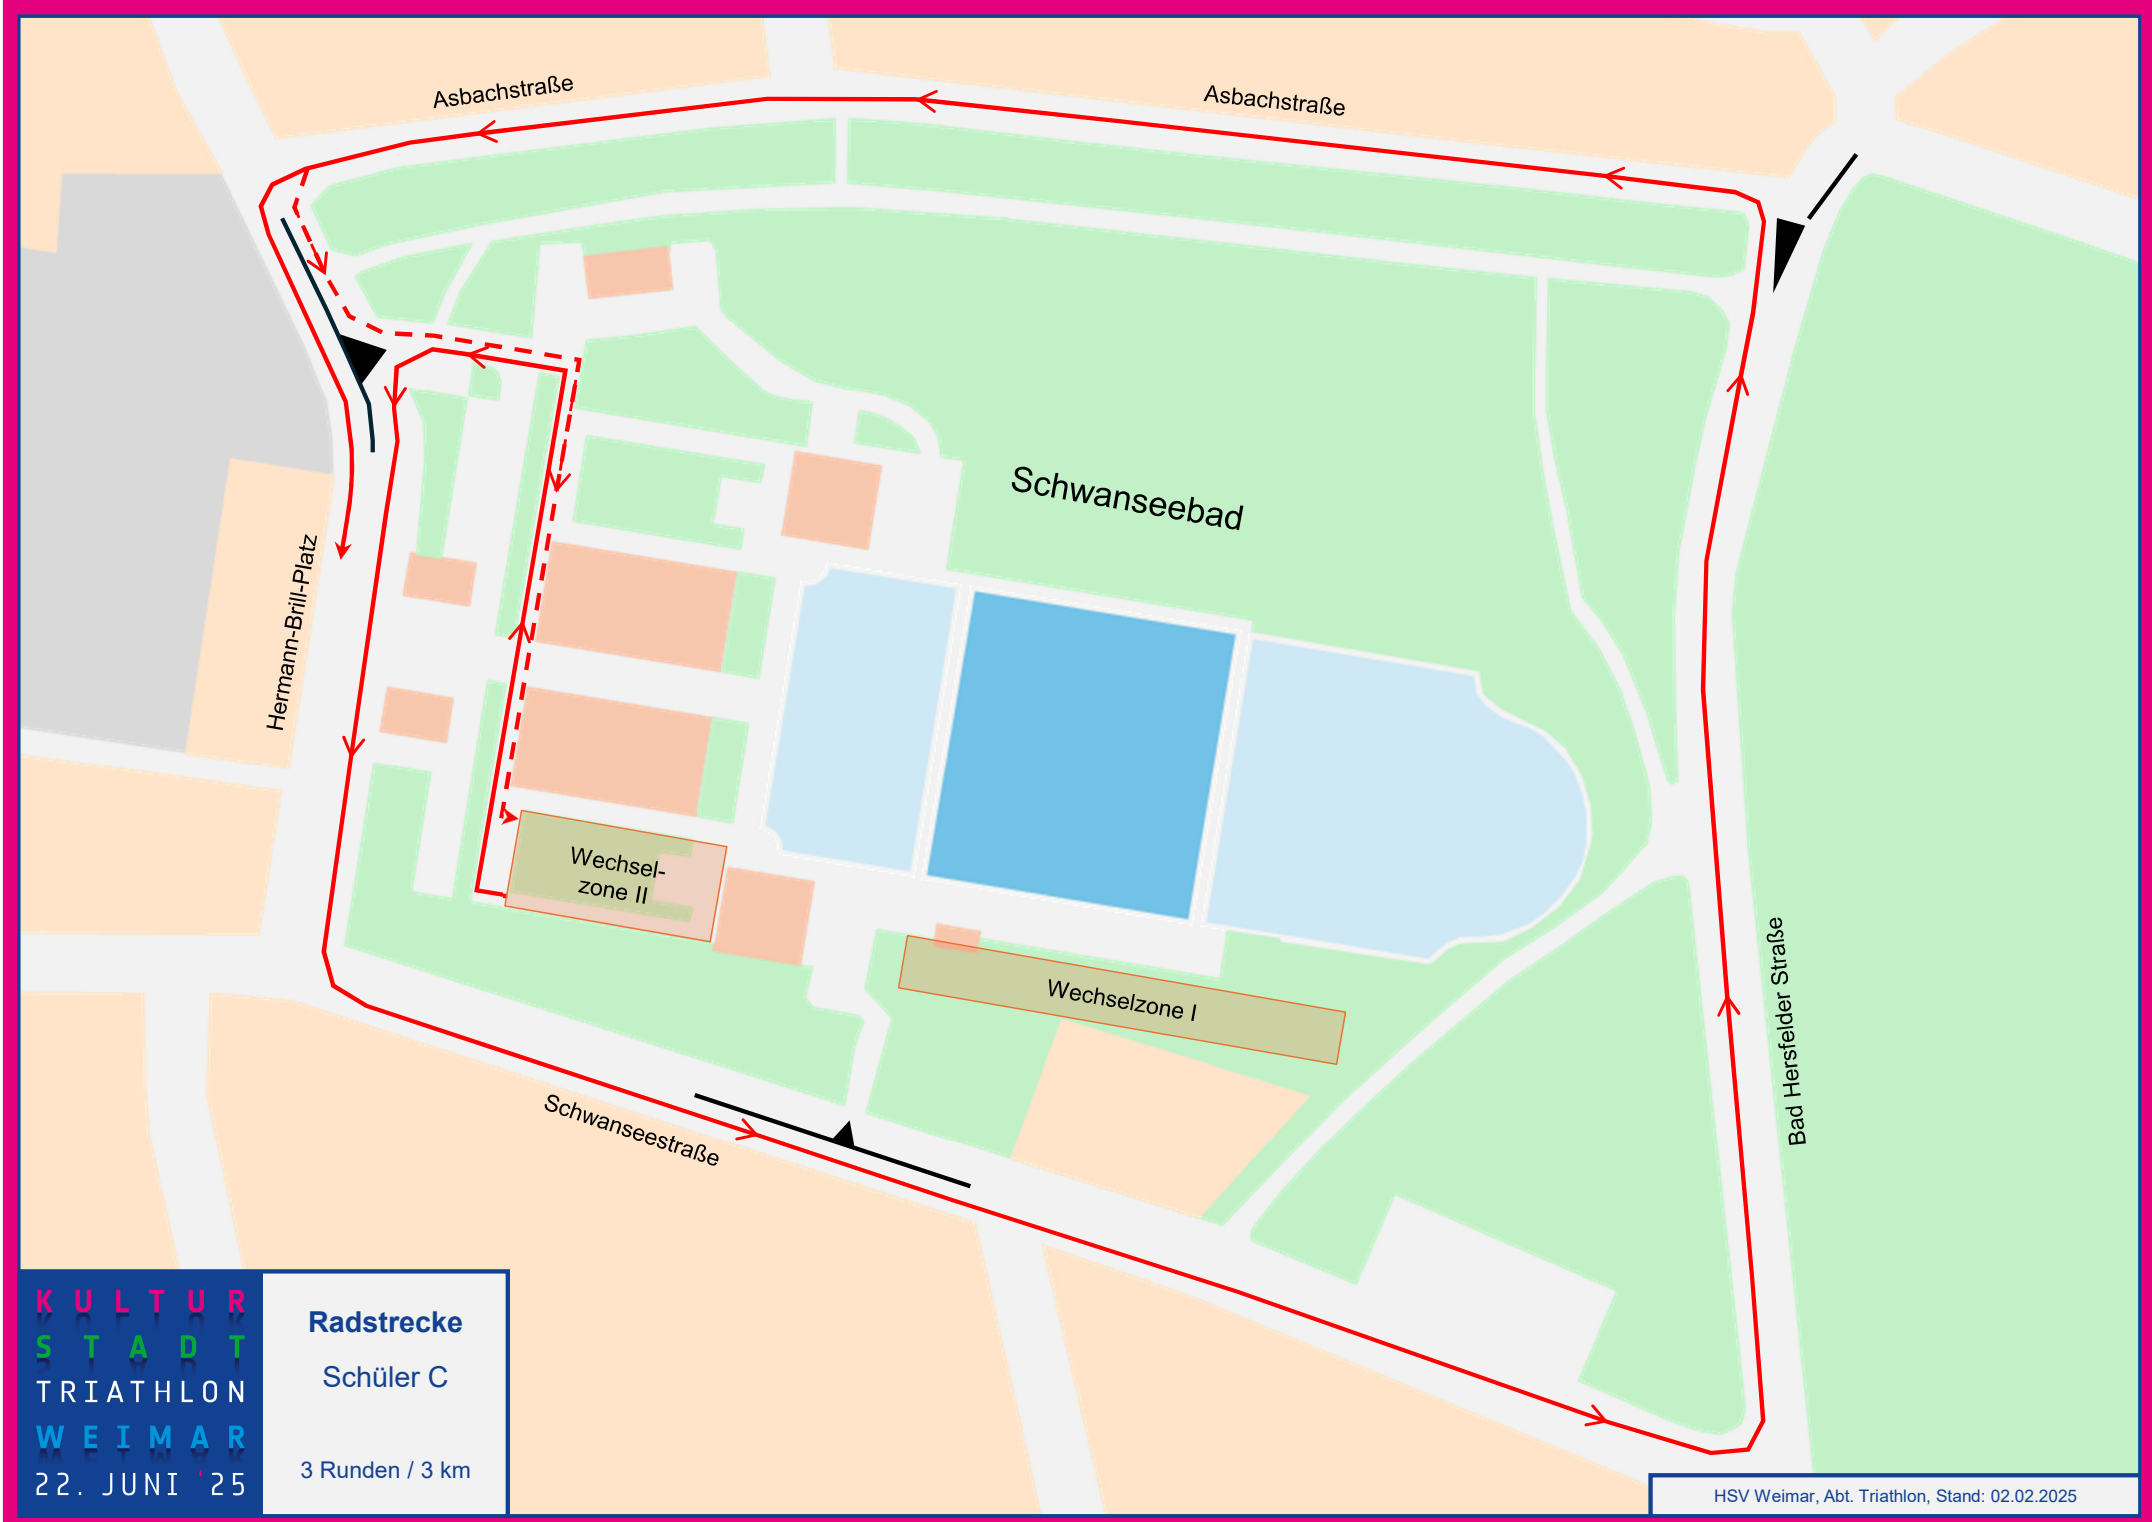 Asbachstraße
Asbachstraße
Schwanseebad
Hermann-Brill-Platz
Wechsel-
zone II
Wechselzone I
Bad Hersfelder Straße
Schwanseestraße
KULTUR
STADT
TRIATHLON
WEIMAR
22. JUNI '25
Radstrecke
Schüler C
3 Runden / 3 km
HSV Weimar, Abt. Triathlon, Stand: 02.02.2025